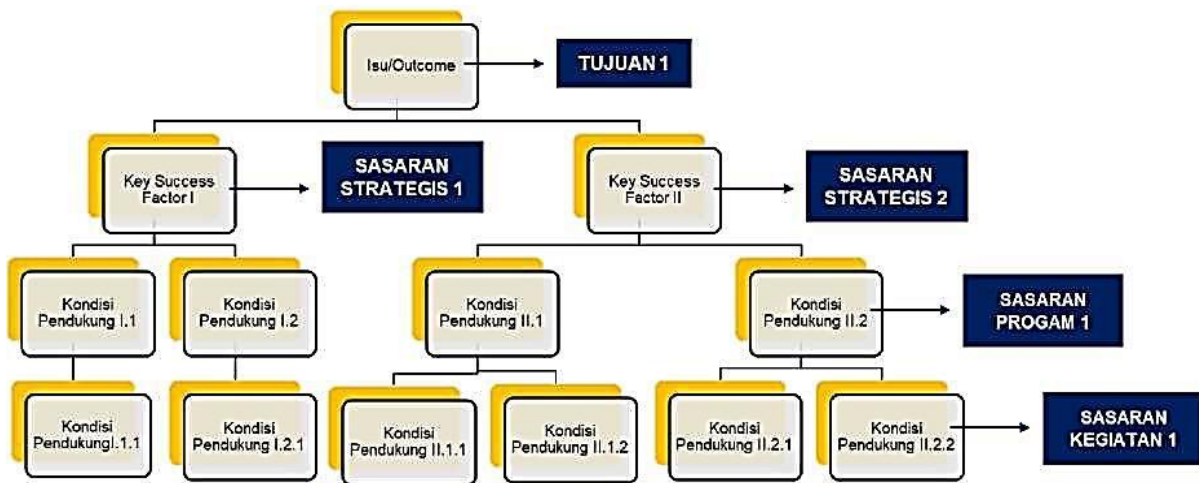 Isu/Outcome
TUJUAN 1
Key Success
Factor I
SASARAN
STRATEGIS 1
Key Success
Factor II
SASARAN
STRATEGIS 2
Kondisi
Pendukung I.1
Kondisi
Pendukung I.2
Kondisi
Pendukung II.1
Kondisi
Pendukung II.2
SASARAN
PROGAM 1
Kondisi
PendukungI.1.1
Kondisi
Pendukung I.2.1
Kondisi
Pendukung II.1.1
Kondisi
Pendukung II.1.2
Kondisi
Pendukung II.2.1
Kondisi
Pendukung II.2.2
SASARAN
KEGIATAN 1